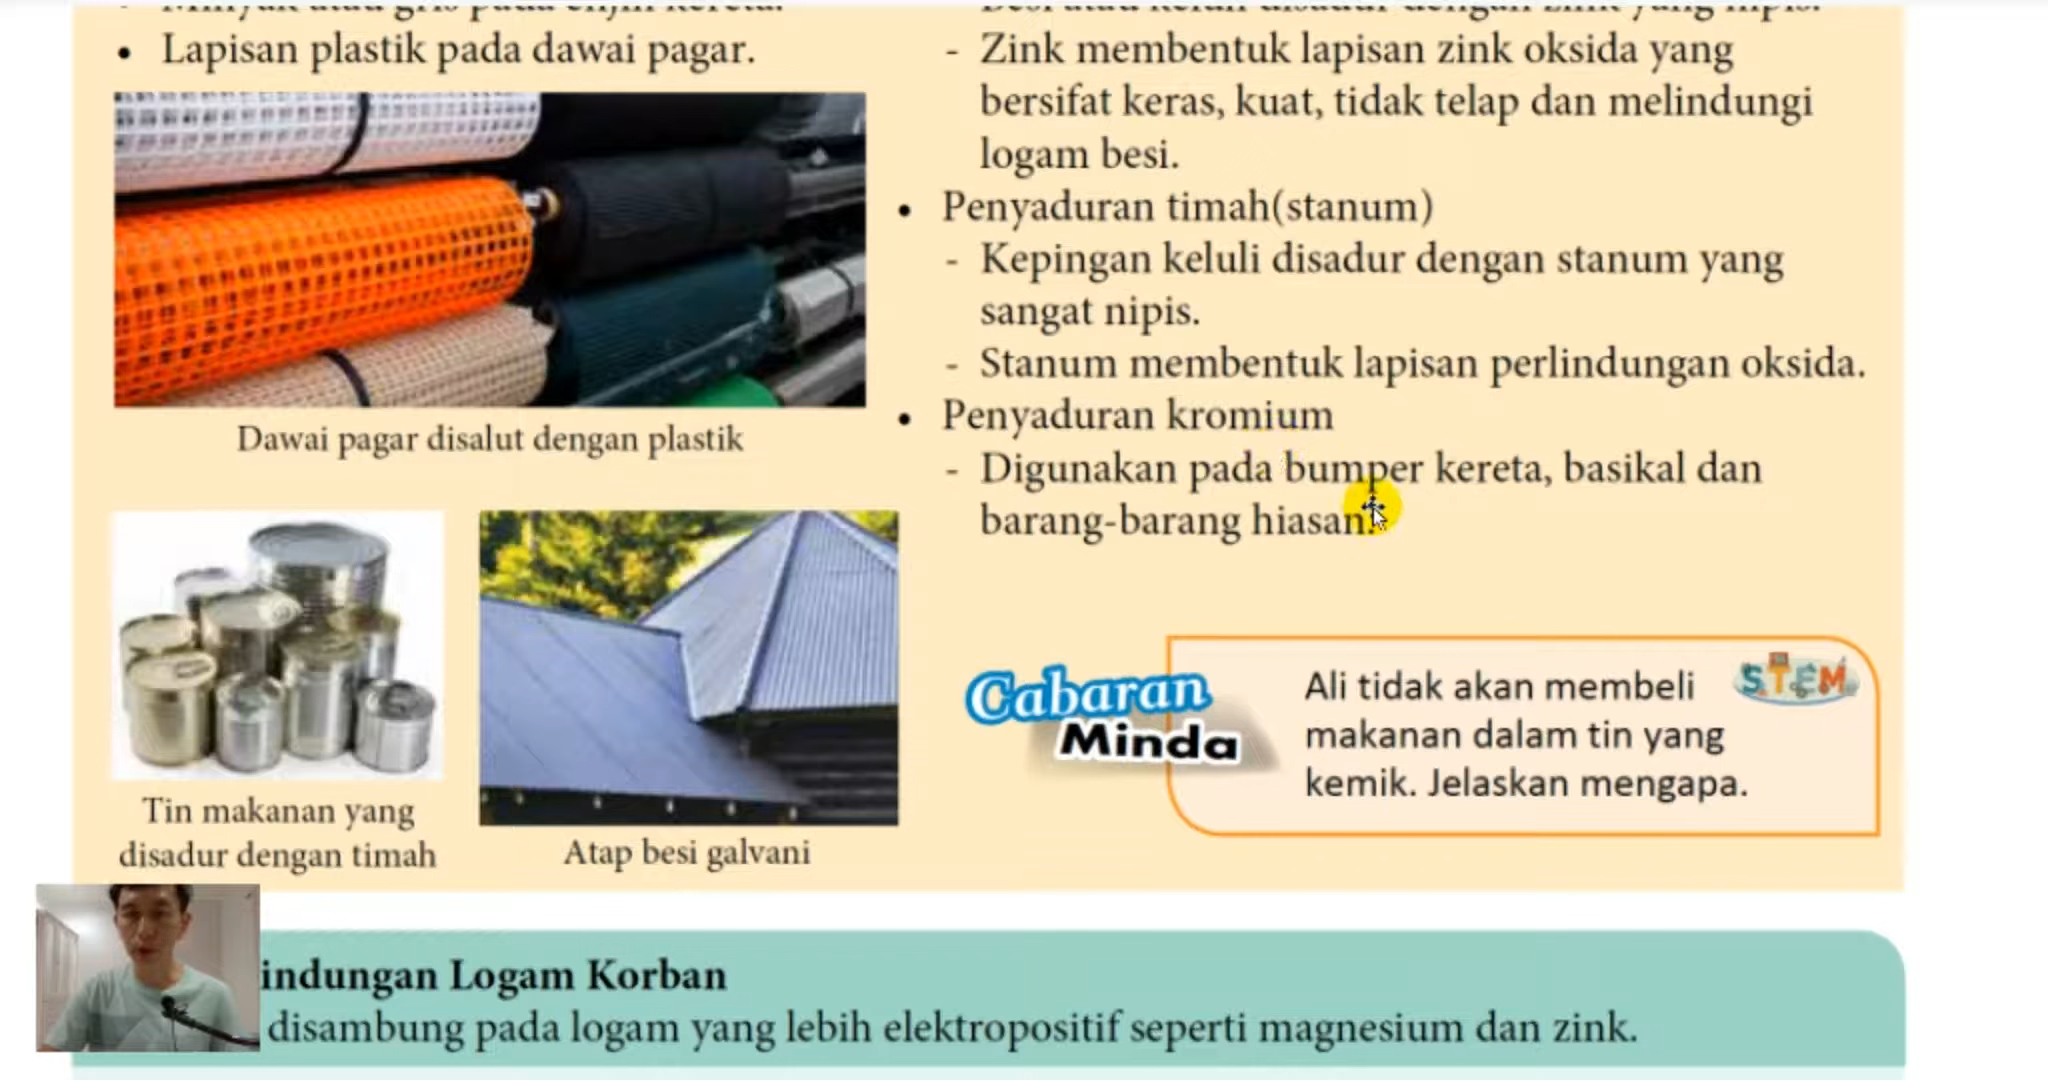 • Lapisan plastik pada dawai pagar.
Dawai pagar disalut dengan plastik
Tin makanan yang
disadur dengan timah
Atap besi galvani
- Zink membentuk lapisan zink oksida yang
bersifat keras, kuat, tidak telap dan melindungi
logam besi.
• Penyaduran timah(stanum)
- Kepingan keluli disadur dengan stanum yang
sangat nipis.
- Stanum membentuk lapisan perlindungan oksida.
• Penyaduran kromium
- Digunakan pada bumper kereta, basikal dan
barang-barang hiasan.
Cabaran
Minda
STEM
Ali tidak akan membeli
makanan dalam tin yang
kemik. Jelaskan mengapa.
indungan Logam Korban
disambung pada logam yang lebih elektropositif seperti magnesium dan zink.